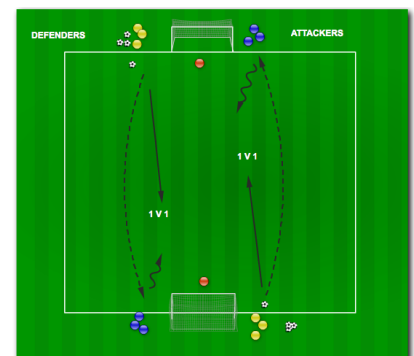 DEFENDERS
ATTACKERS
1 V 1
1 V 1